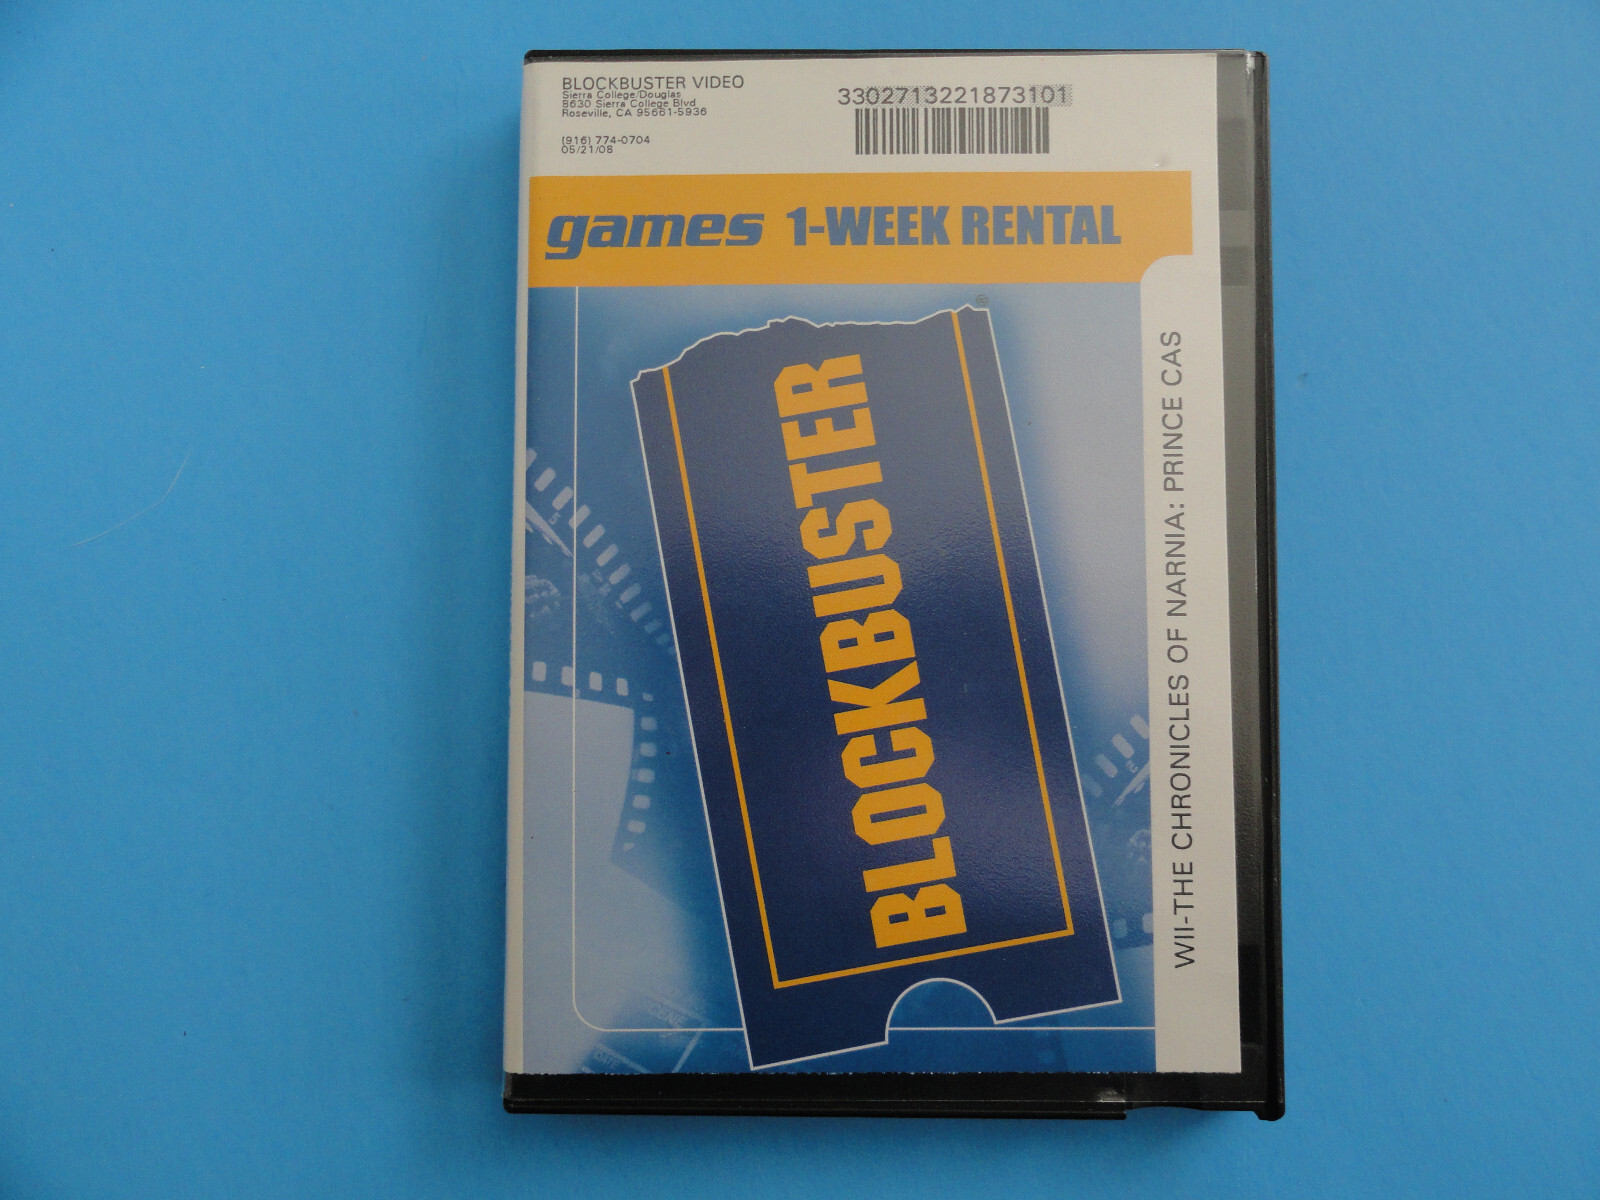 BLOCKBUSTER VIDEO
Sierra College/Douglas
8630 Sierra College Blvd
Roseville, CA 95661-5936
(916) 774-0704
05/21/08
3302713221873101
games 1-WEEK RENTAL
®
BLOCKBUSTER
WII-THE CHRONICLES OF NARNIA: PRINCE CAS